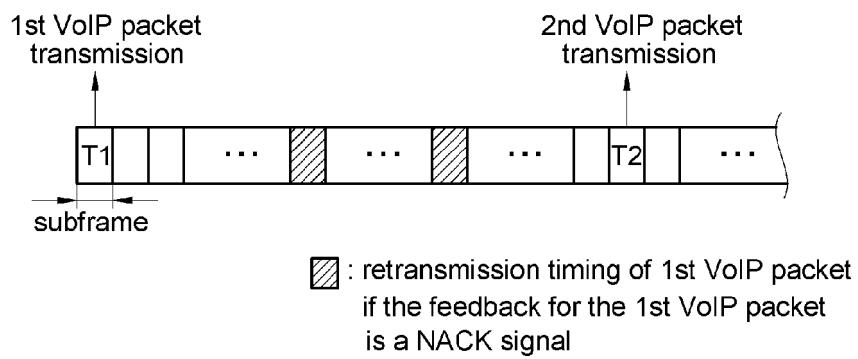 1st VoIP packet
transmission
2nd VoIP packet
transmission
T1 ... ... ... T2 ...
subframe
: retransmission timing of 1st VoIP packet
if the feedback for the 1st VoIP packet
is a NACK signal